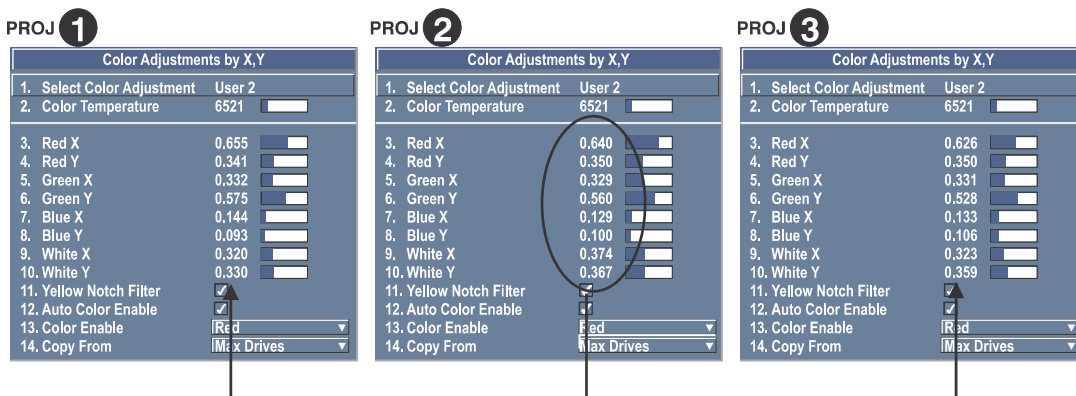 PROJ 1
Color Adjustments by X,Y
1. Select Color Adjustment User 2
2. Color Temperature 6521
3. Red X 0.655
4. Red Y 0.341
5. Green X 0.332
6. Green Y 0.575
7. Blue X 0.144
8. Blue Y 0.093
9. White X 0.320
10. White Y 0.330
11. Yellow Notch Filter
12. Auto Color Enable
13. Color Enable Red
14. Copy From Max Drives
PROJ 2
Color Adjustments by X,Y
1. Select Color Adjustment User 2
2. Color Temperature 6521
3. Red X 0.640
4. Red Y 0.350
5. Green X 0.329
6. Green Y 0.560
7. Blue X 0.129
8. Blue Y 0.100
9. White X 0.374
10. White Y 0.367
11. Yellow Notch Filter
12. Auto Color Enable
13. Color Enable Red
14. Copy From Max Drives
PROJ 3
Color Adjustments by X,Y
1. Select Color Adjustment User 2
2. Color Temperature 6521
3. Red X 0.626
4. Red Y 0.350
5. Green X 0.331
6. Green Y 0.528
7. Blue X 0.133
8. Blue Y 0.106
9. White X 0.323
10. White Y 0.359
11. Yellow Notch Filter
12. Auto Color Enable
13. Color Enable Red
14. Copy From Max Drives